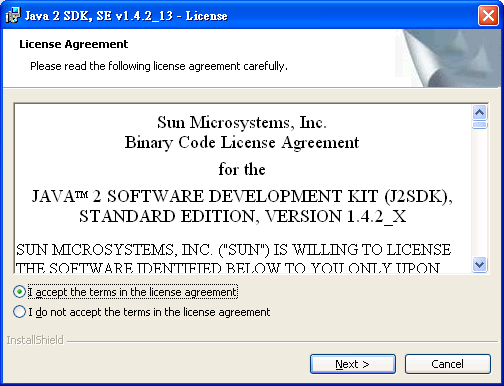 Java 2 SDK, SE v1.4.2_13 - License
License Agreement
Please read the following license agreement carefully.
Sun Microsystems, Inc.
Binary Code License Agreement
for the
JAVA™ 2 SOFTWARE DEVELOPMENT KIT (J2SDK),
STANDARD EDITION, VERSION 1.4.2_X
SUN MICROSYSTEMS, INC. ("SUN") IS WILLING TO LICENSE
THE SOFTWARE IDENTIFIED BELOW TO YOU ONLY UPON
I accept the terms in the license agreement
I do not accept the terms in the license agreement
InstallShield
Next >
Cancel